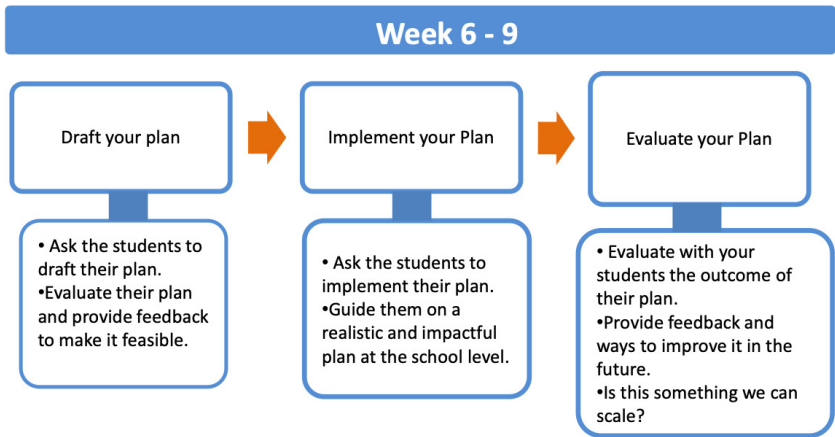 Week 6 - 9
Draft your plan
Implement your Plan
Evaluate your Plan
• Ask the students to
draft their plan.
•Evaluate their plan
and provide feedback
to make it feasible.
• Ask the students to
implement their plan.
•Guide them on a
realistic and impactful
plan at the school level.
• Evaluate with your
students the outcome of
their plan.
•Provide feedback and
ways to improve it in the
future.
•Is this something we can
scale?